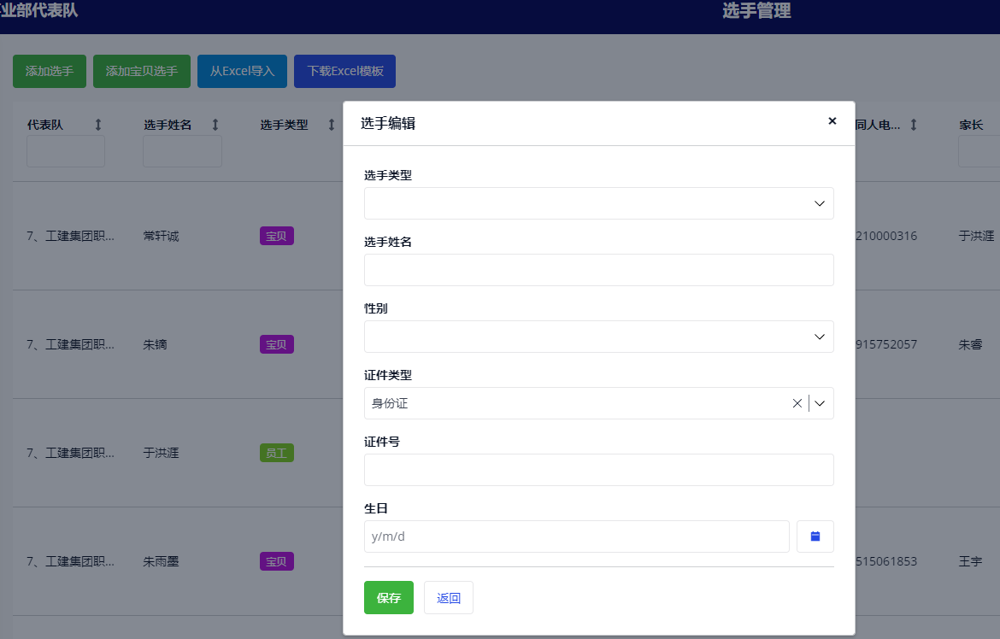 业部代表队
选手管理
添加选手 添加宝贝选手 从Excel导入 下载Excel模板
代表队 选手姓名 选手类型 同人电... 家长
选手编辑
选手类型
选手姓名
性别
证件类型
身份证
证件号
生日
y/m/d
保存 返回
7、工建集团职... 常轩诚 宝贝 210000316 于洪涯
7、工建集团职... 朱镝 宝贝 915752057 朱睿
7、工建集团职... 于洪涯 员工
7、工建集团职... 朱雨墨 宝贝 515061853 王宇